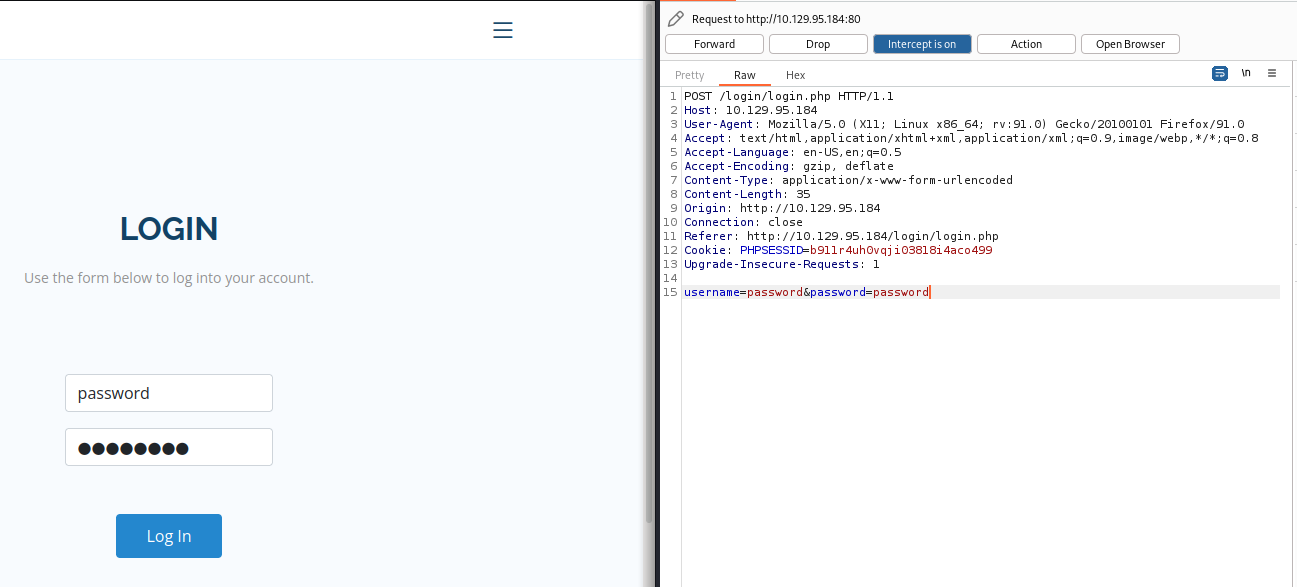 LOGIN
Use the form below to log into your account.
password
●●●●●●●●
Log In
Request to http://10.129.95.184:80
Forward Drop Intercept is on Action Open Browser
Pretty Raw Hex \n
1 POST /login/login.php HTTP/1.1
2 Host: 10.129.95.184
3 User-Agent: Mozilla/5.0 (X11; Linux x86_64; rv:91.0) Gecko/20100101 Firefox/91.0
4 Accept: text/html,application/xhtml+xml,application/xml;q=0.9,image/webp,*/*;q=0.8
5 Accept-Language: en-US,en;q=0.5
6 Accept-Encoding: gzip, deflate
7 Content-Type: application/x-www-form-urlencoded
8 Content-Length: 35
9 Origin: http://10.129.95.184
10 Connection: close
11 Referer: http://10.129.95.184/login/login.php
12 Cookie: PHPSESSID=b911r4uh0vqji03818i4aco499
13 Upgrade-Insecure-Requests: 1
14
15 username=password&password=password